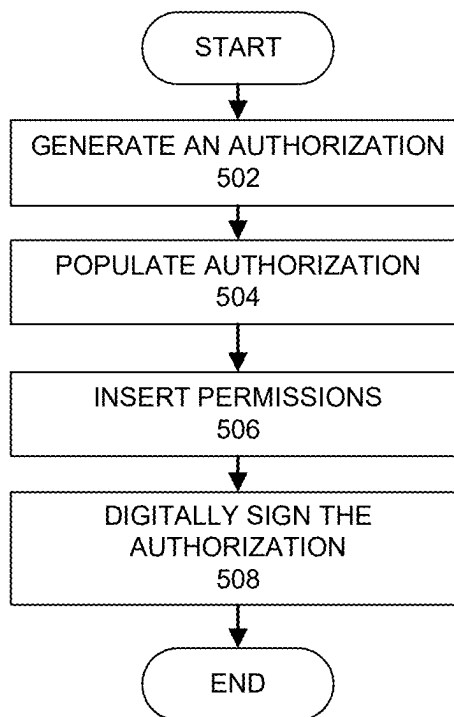 START
GENERATE AN AUTHORIZATION
502
POPULATE AUTHORIZATION
504
INSERT PERMISSIONS
506
DIGITALLY SIGN THE
AUTHORIZATION
508
END